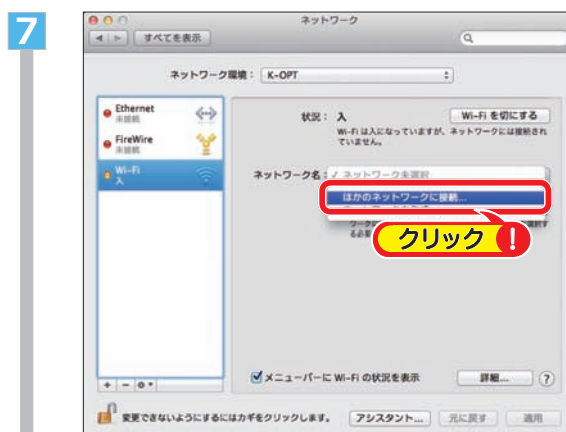 7
ネットワーク
すべてを表示
ネットワーク環境： K-OPT
Ethernet
未接続
FireWire
未接続
Wi-Fi
入
状況： 入
Wi-Fi を切にする
Wi-Fi は入になっていますが、ネットワークには接続され
ていません。
ネットワーク名： ✓ ネットワーク未選択
ほかのネットワークに接続...
クリック !
メニューバーに Wi-Fi の状況を表示
詳細...
?
変更できないようにするにはカギをクリックします。
アシスタント...
元に戻す
適用